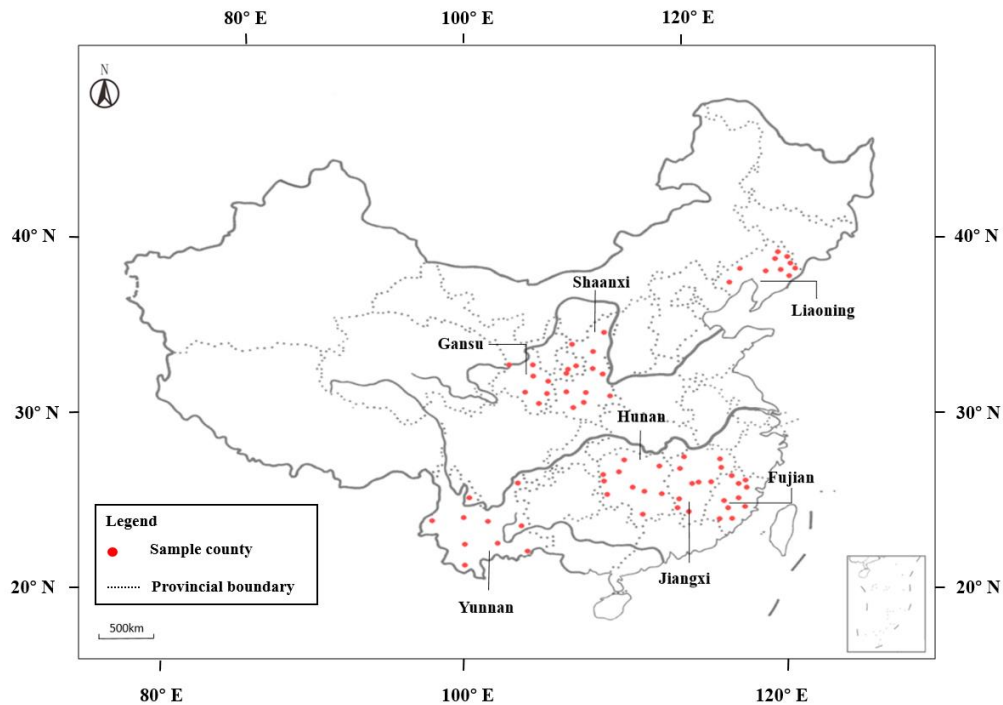 80° E
100° E
120° E
N
40° N
40° N
Shaanxi
Liaoning
Gansu
30° N
30° N
Hunan
Fujian
Legend
Sample county
Provincial boundary
Jiangxi
20° N
20° N
Yunnan
500km
80° E
100° E
120° E